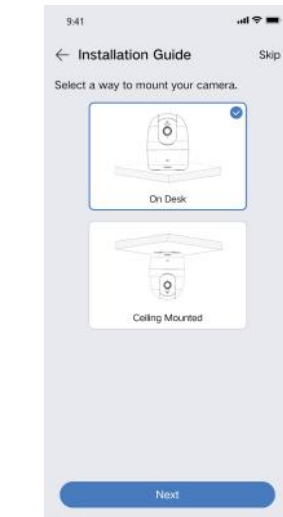 9:41
Installation Guide
Skip
Select a way to mount your camera.
On Desk
Ceiling Mounted
Next